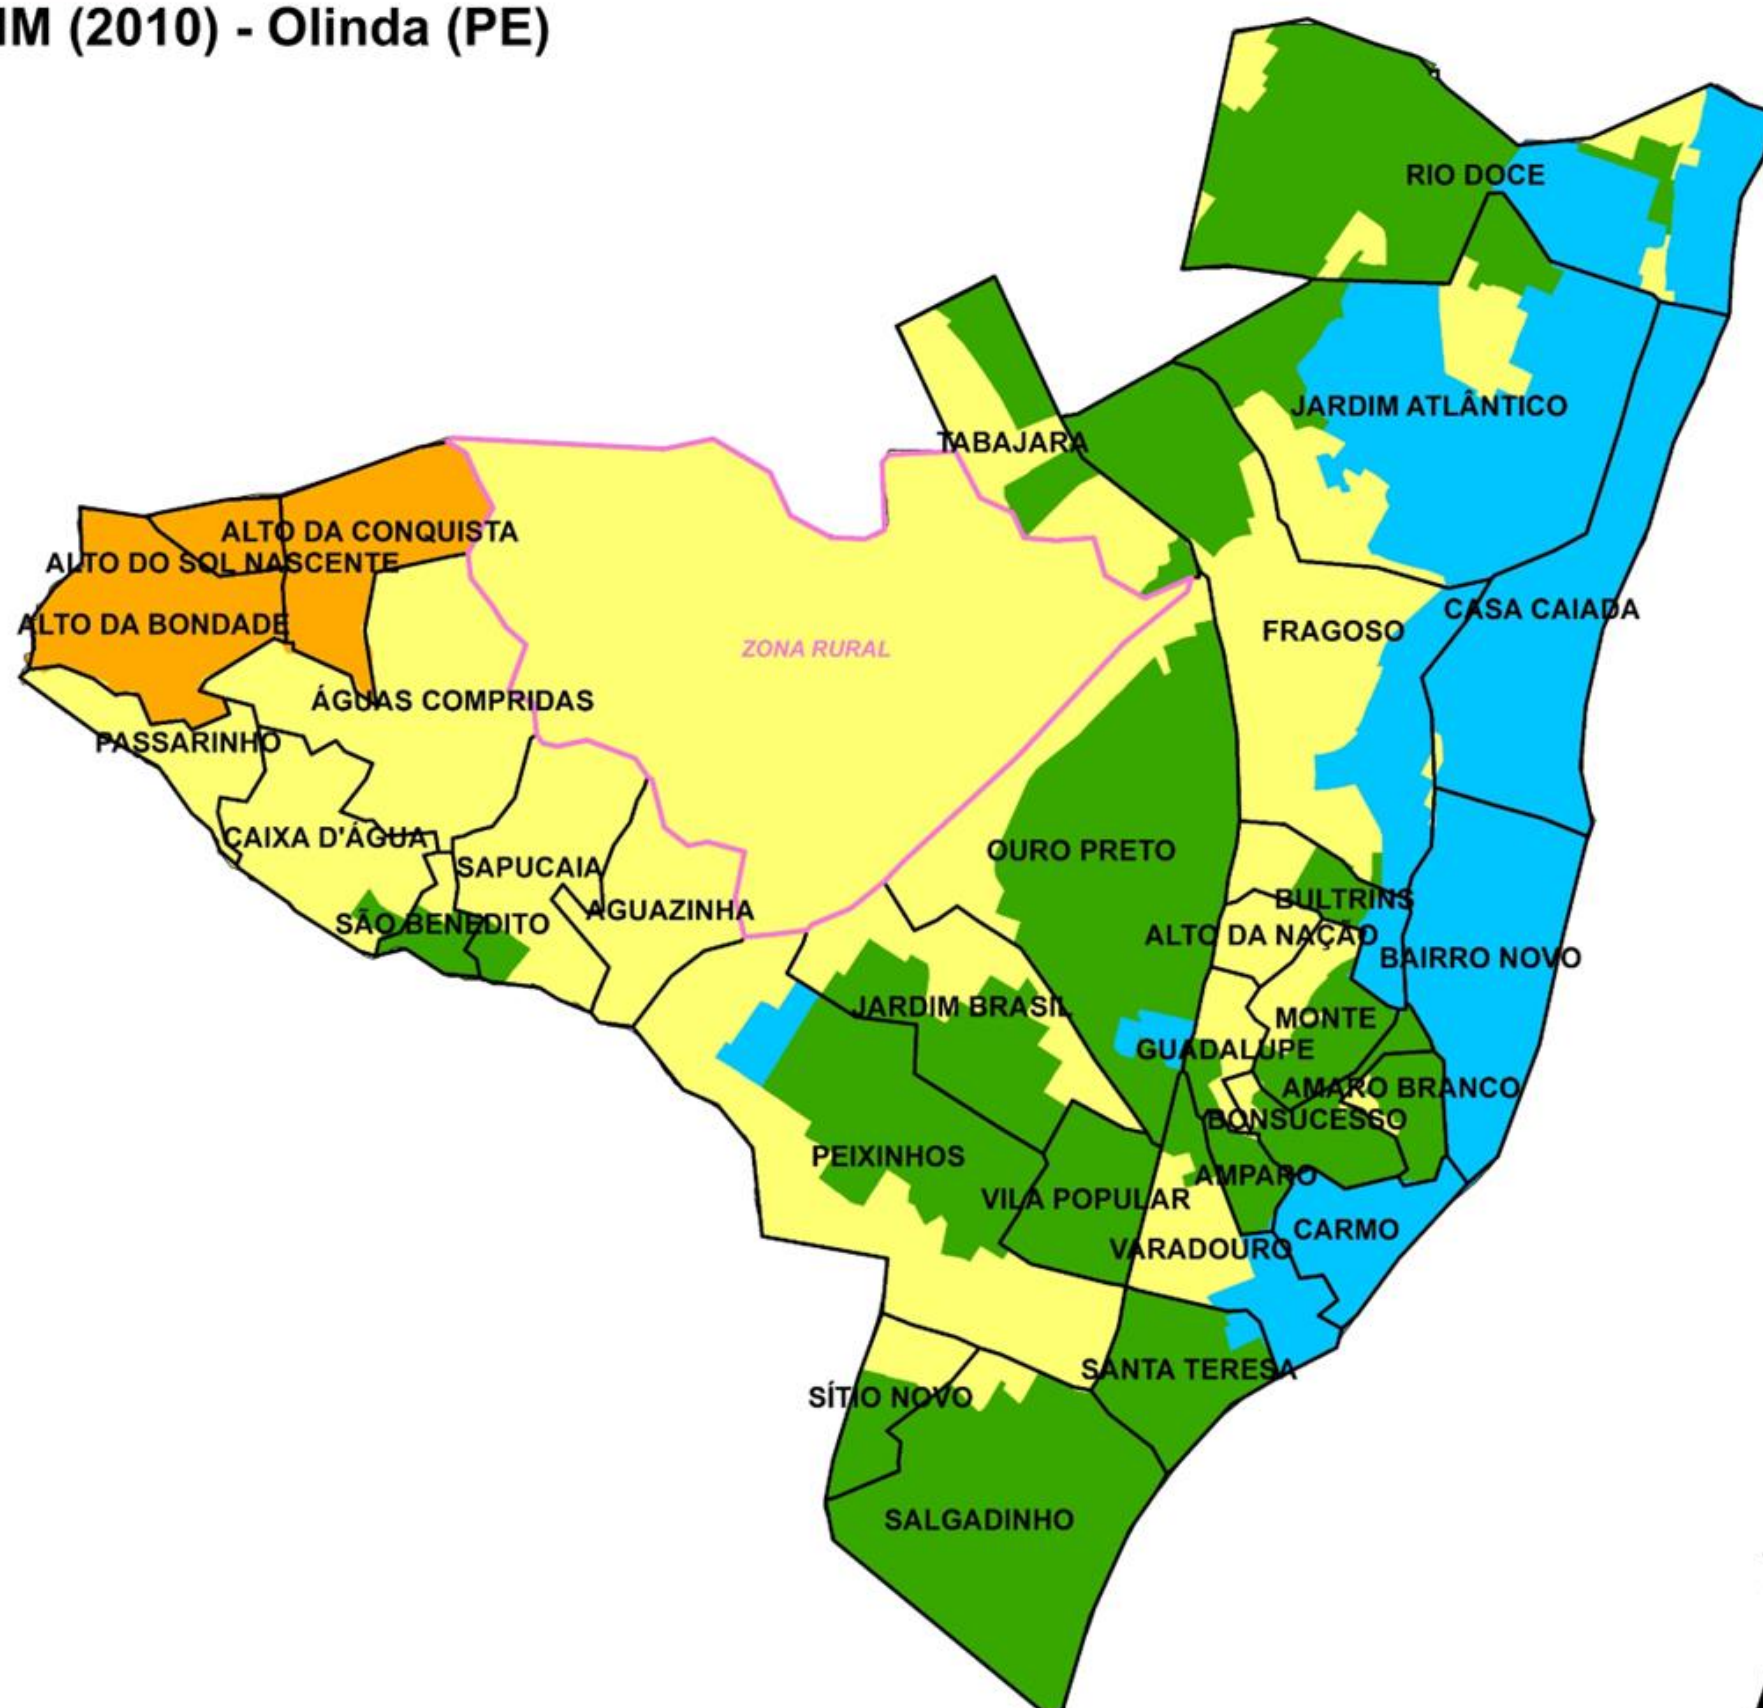 IM (2010) - Olinda (PE)
RIO DOCE
JARDIM ATLÂNTICO
TABAJARA
ALTO DA CONQUISTA
ALTO DO SOL NASCENTE
ALTO DA BONDADE
CASA CAIADA
FRAGOSO
ZONA RURAL
ÁGUAS COMPRIDAS
PASSARINHO
CAIXA D'ÁGUA
OURO PRETO
SAPUCAIA
BULTRINS
AGUAZINHA
SÃO BENEDITO
ALTO DA NAÇÃO
BAIRRO NOVO
JARDIM BRASIL
MONTE
GUADALUPE
AMARO BRANCO
BONSUCESSO
PEIXINHOS
AMPARO
VILA POPULAR
CARMO
VARADOURO
SANTA TERESA
SÍTIO NOVO
SALGADINHO